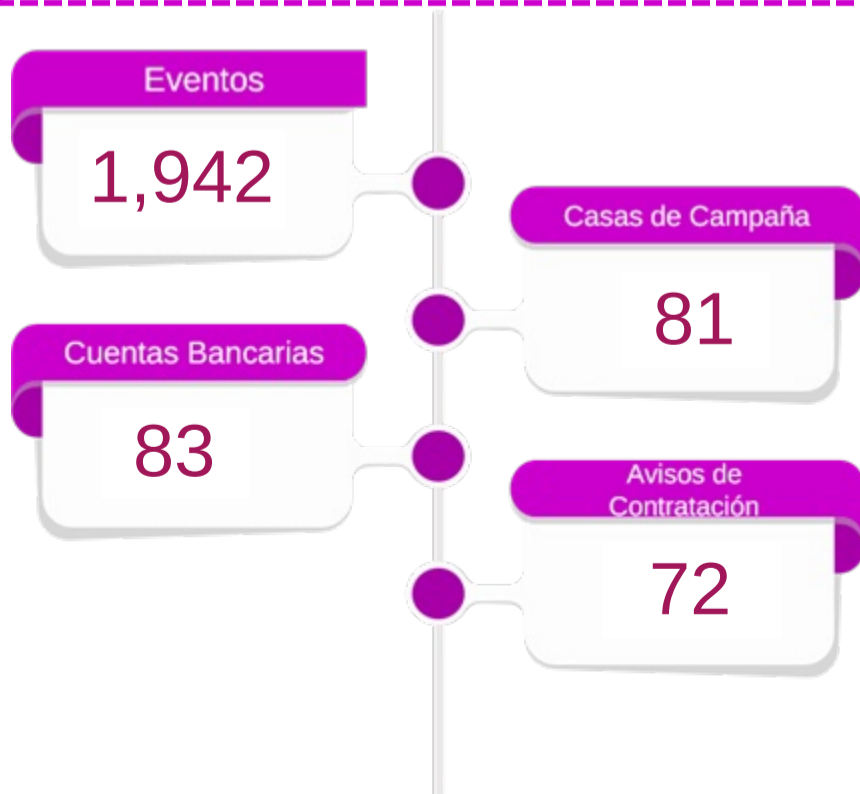 Eventos
1,942
Casas de Campaña
81
Cuentas Bancarias
83
Avisos de
Contratación
72